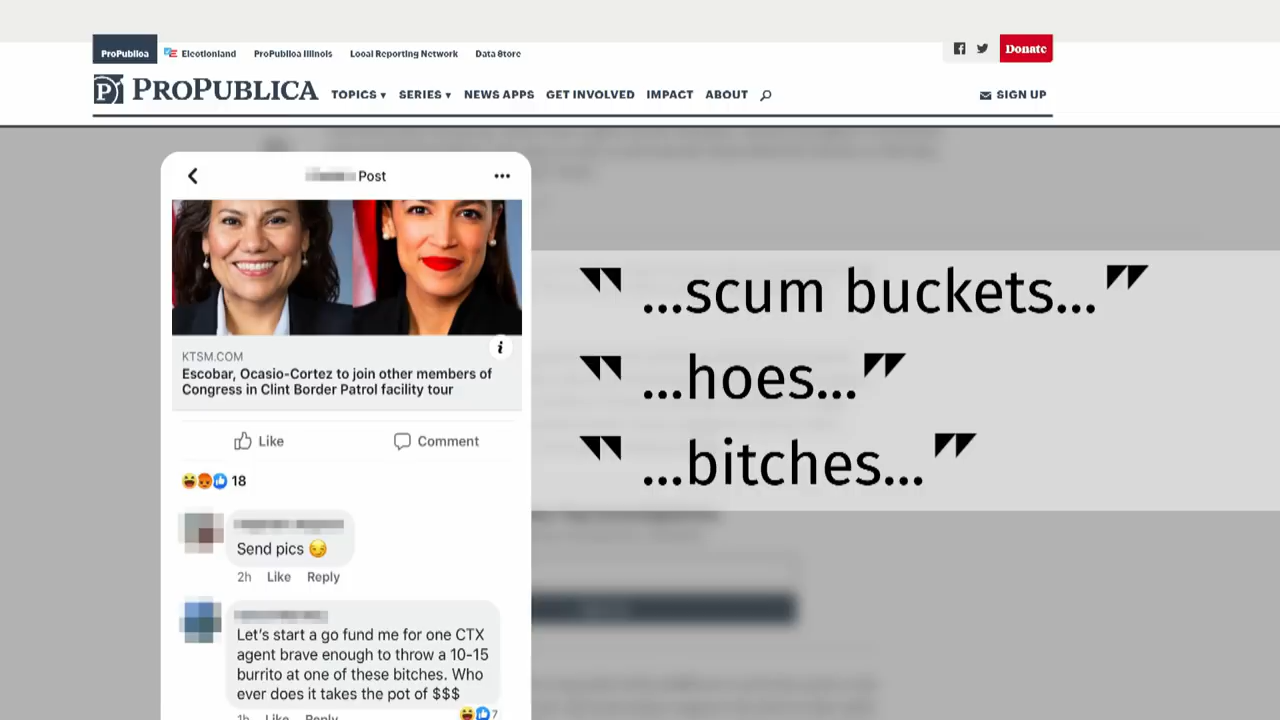 ProPublica Electionland ProPublica Illinois Local Reporting Network Data Store Donate
PROPUBLICA TOPICS SERIES NEWS APPS GET INVOLVED IMPACT ABOUT SIGN UP
Post
KTSM.COM
Escobar, Ocasio-Cortez to join other members of
Congress in Clint Border Patrol facility tour
Like Comment
18
Send pics 😏
2h Like Reply
Let's start a go fund me for one CTX
agent brave enough to throw a 10-15
burrito at one of these bitches. Who
ever does it takes the pot of $$$
7
1h Like Reply
" ...scum buckets..."
" ...hoes..."
" ...bitches..."